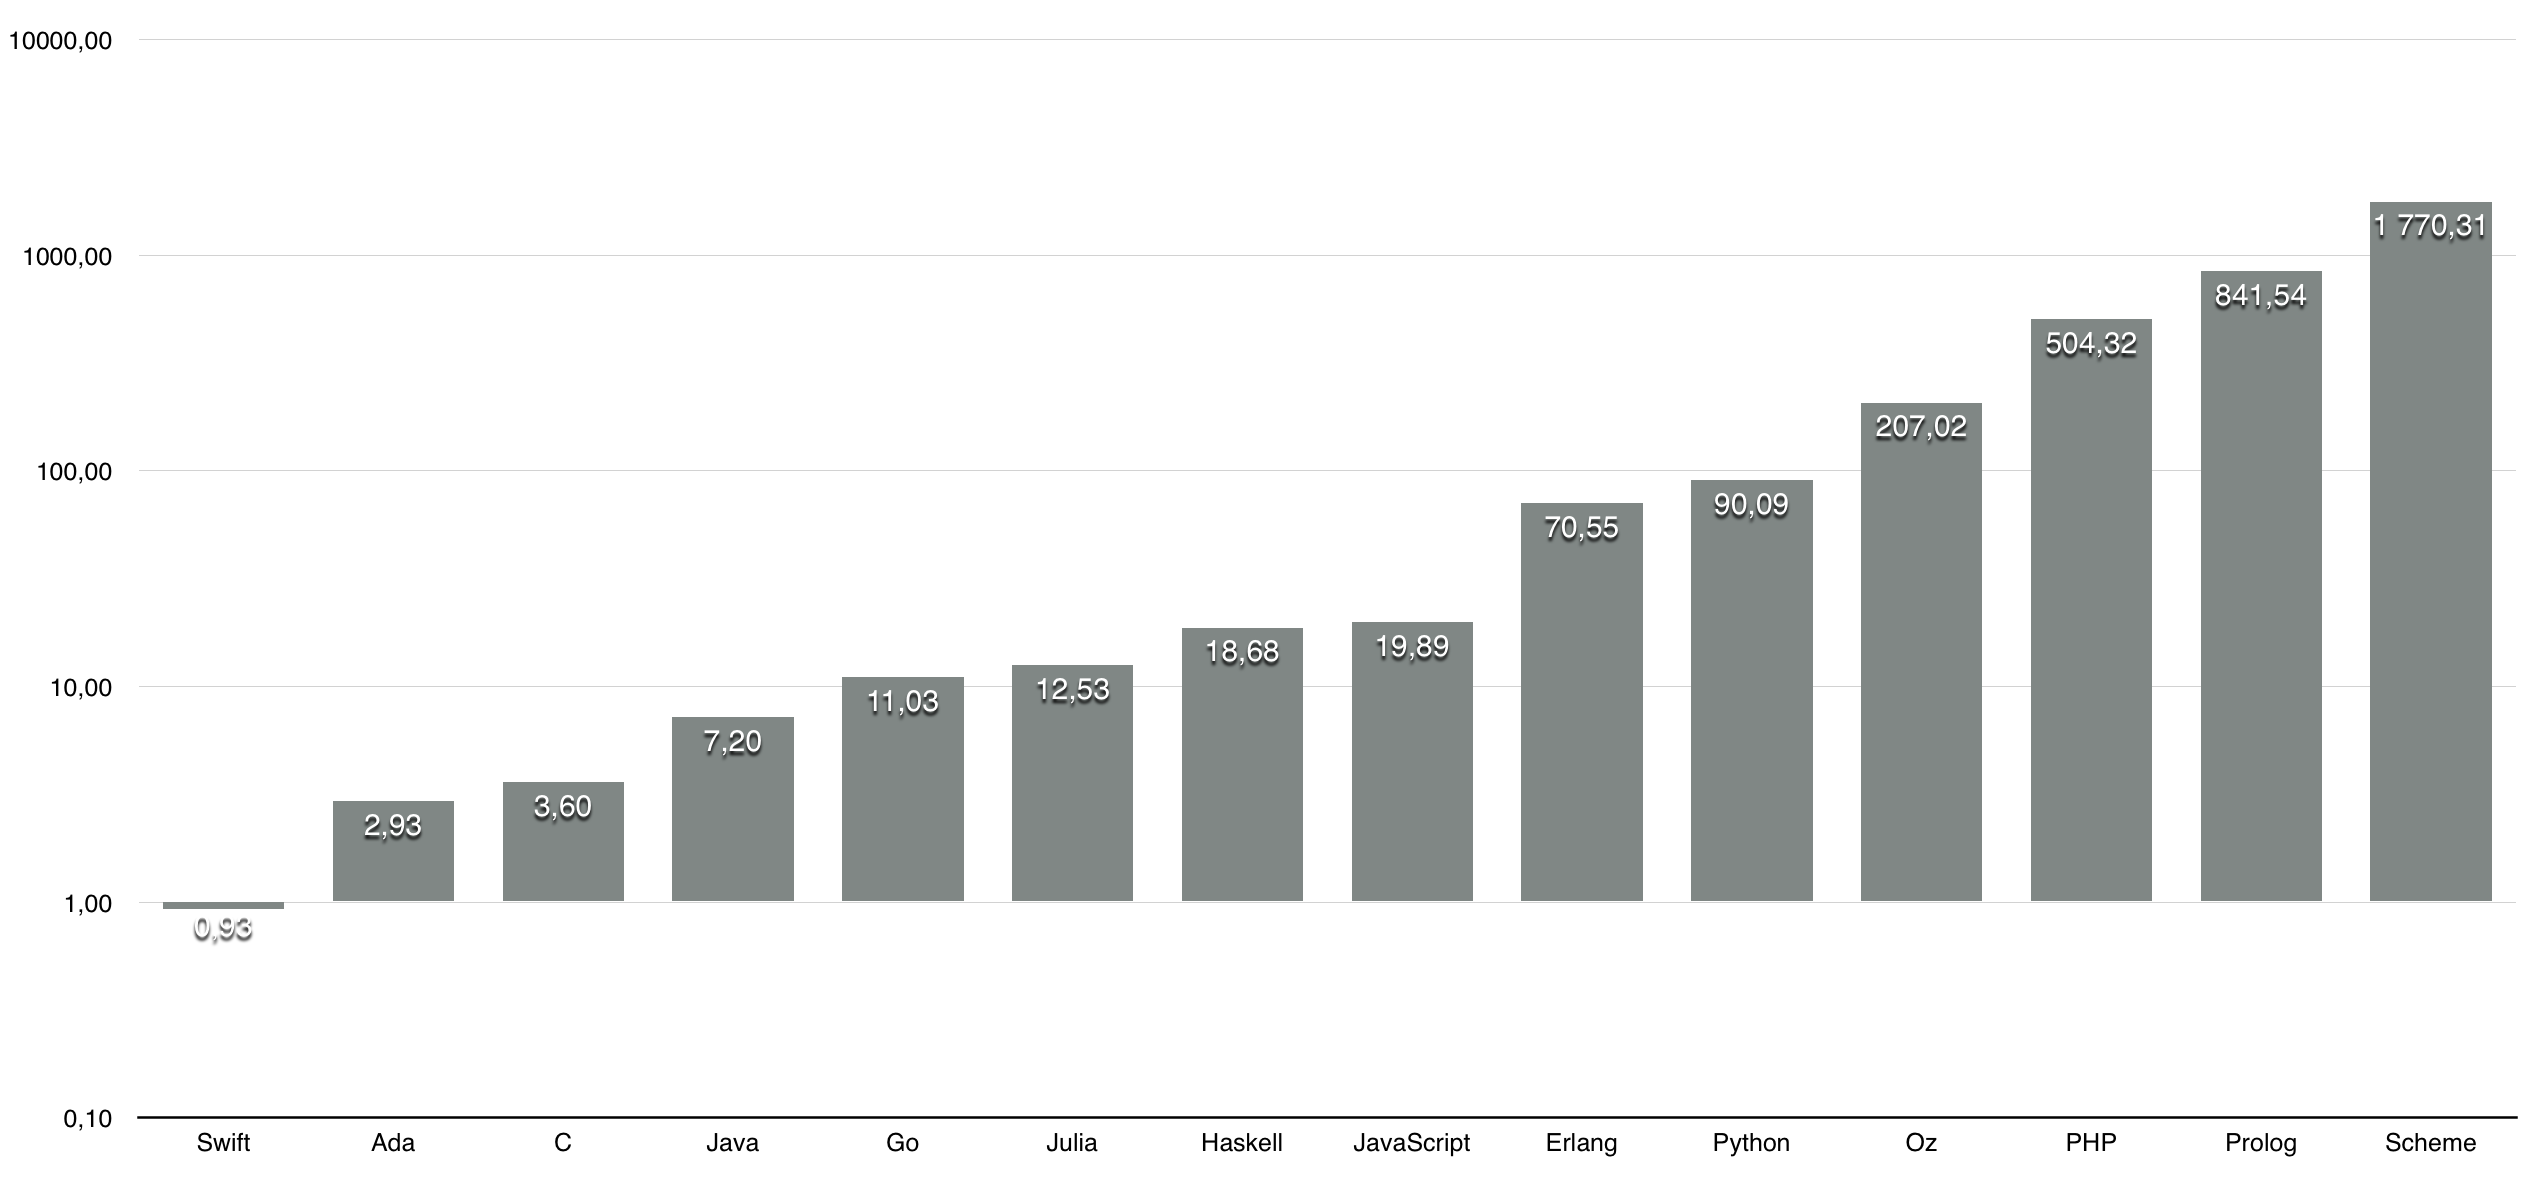 10000,00
1000,00
100,00
10,00
1,00
0,10
0,93
2,93
3,60
7,20
11,03
12,53
18,68
19,89
70,55
90,09
207,02
504,32
841,54
1 770,31
Swift
Ada
C
Java
Go
Julia
Haskell
JavaScript
Erlang
Python
Oz
PHP
Prolog
Scheme